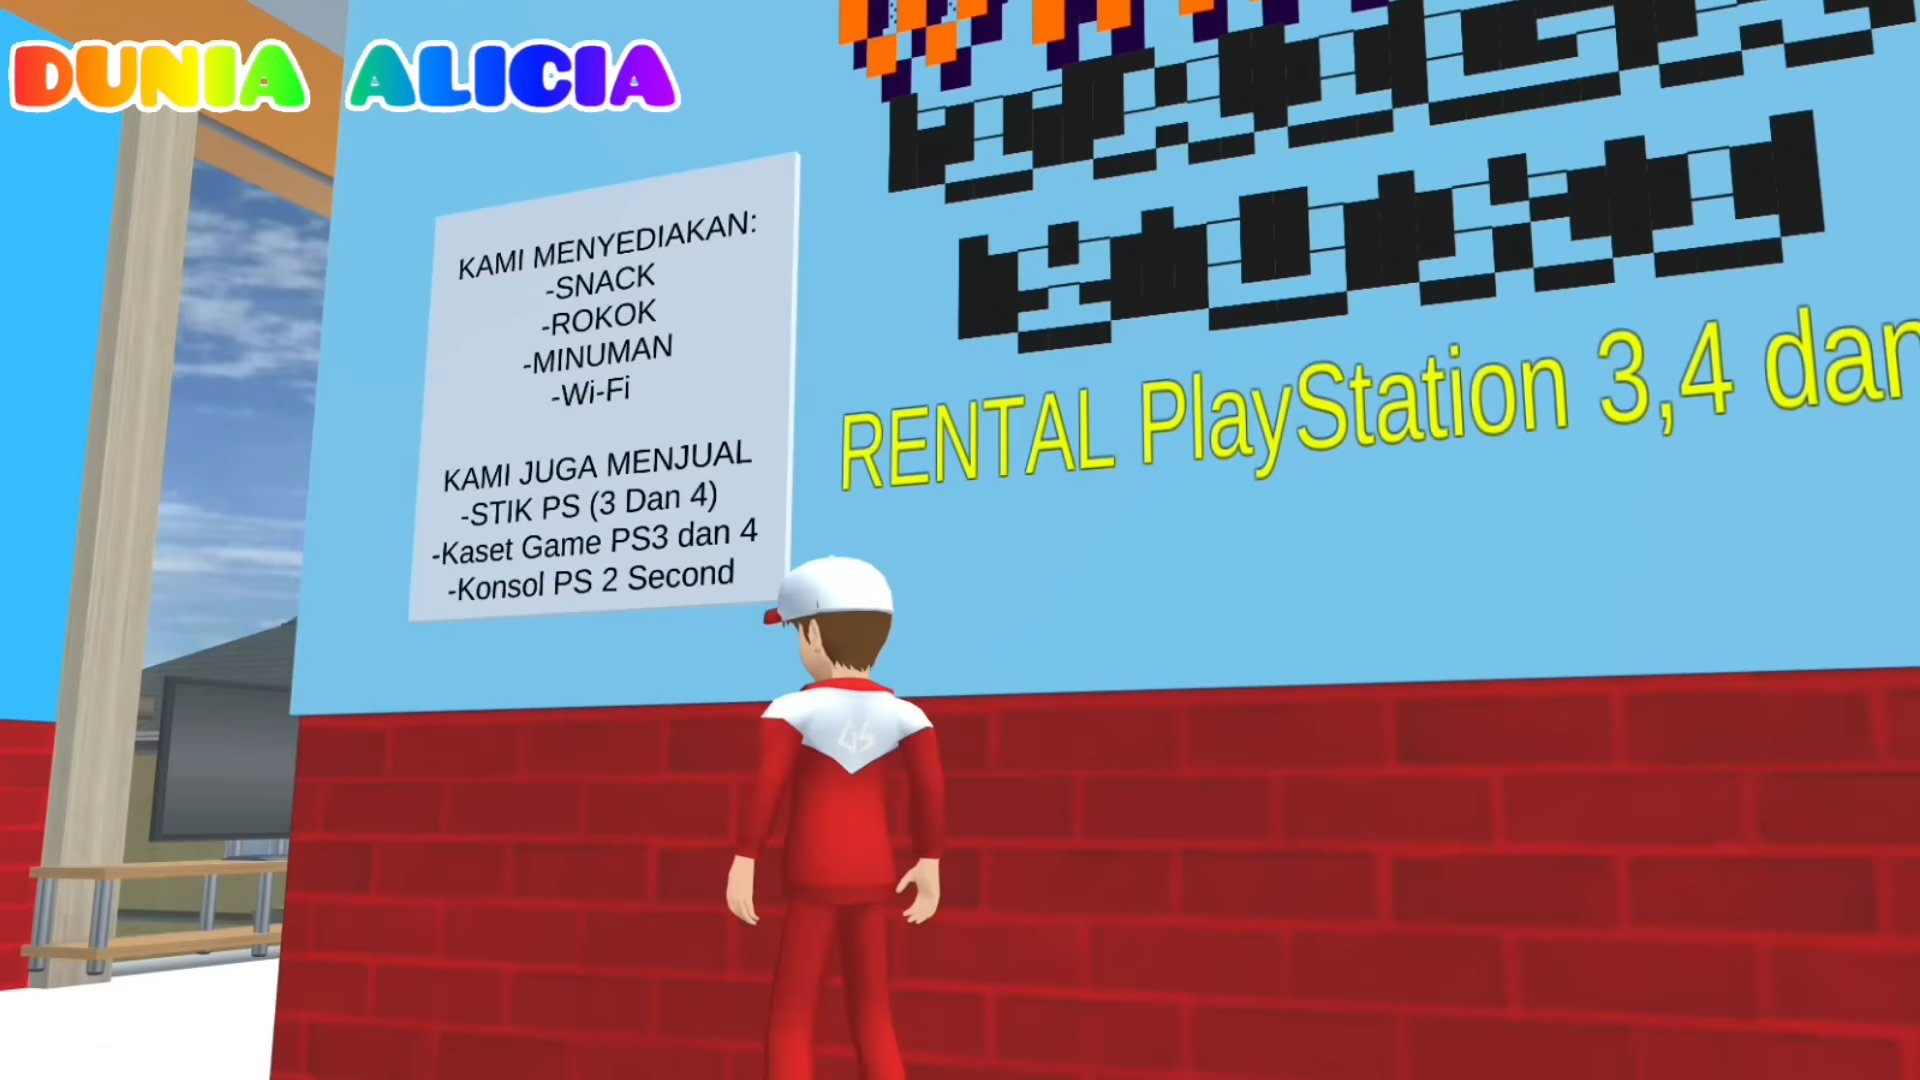 DUNIA ALICIA
KAMI MENYEDIAKAN:
-SNACK
-ROKOK
-MINUMAN
-Wi-Fi
KAMI JUGA MENJUAL
-STIK PS (3 Dan 4)
-Kaset Game PS3 dan 4
-Konsol PS 2 Second
RENTAL PlayStation 3,4 dan
GS